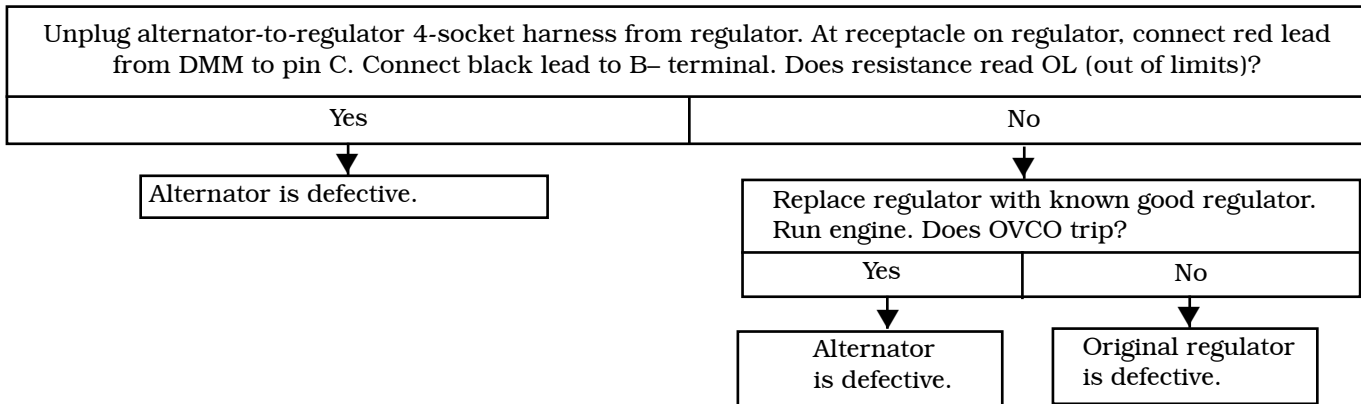 Unplug alternator-to-regulator 4-socket harness from regulator. At receptacle on regulator, connect red lead
from DMM to pin C. Connect black lead to B– terminal. Does resistance read OL (out of limits)?
Yes
No
Alternator is defective.
Replace regulator with known good regulator.
Run engine. Does OVCO trip?
Yes
No
Alternator
is defective.
Original regulator
is defective.